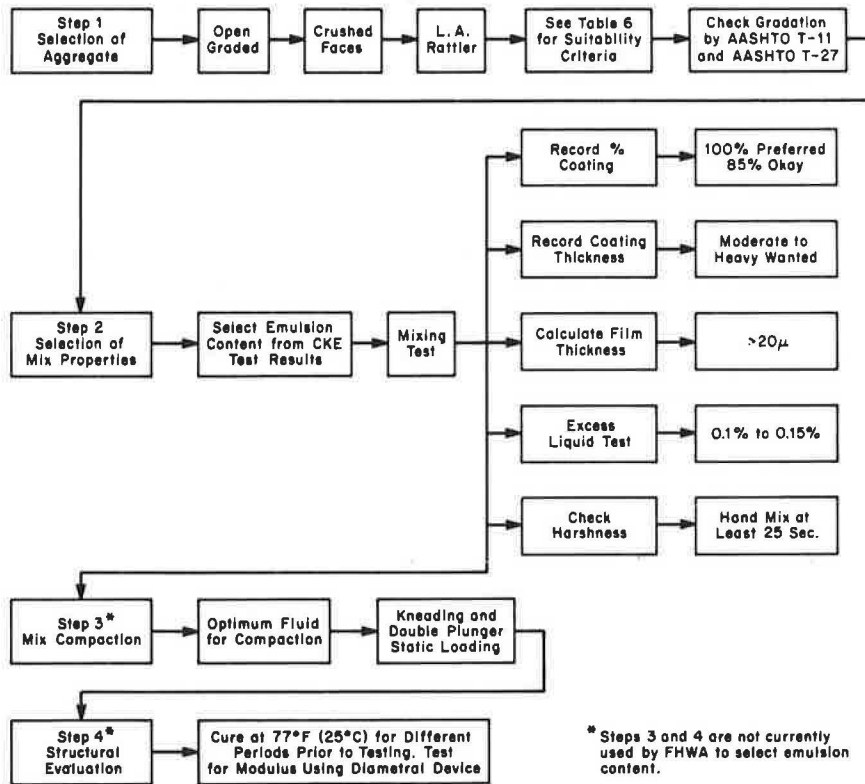 Step 1
Selection of
Aggregate
Open
Graded
Crushed
Faces
L. A.
Rattler
See Table 6
for Suitability
Criteria
Check Gradation
by AASHTO T-11
and AASHTO T-27
Record %
Coating
100% Preferred
85% Okay
Record Coating
Thickness
Moderate to
Heavy Wanted
Step 2
Selection of
Mix Properties
Select Emulsion
Content from CKE
Test Results
Mixing
Test
Calculate Film
Thickness
>20μ
Excess
Liquid Test
0.1% to 0.15%
Check
Harshness
Hand Mix at
Least 25 Sec.
Step 3*
Mix Compaction
Optimum Fluid
for Compaction
Kneading and
Double Plunger
Static Loading
Step 4*
Structural
Evaluation
Cure at 77°F (25°C) for Different
Periods Prior to Testing. Test
for Modulus Using Diametral Device
* Steps 3 and 4 are not currently
used by FHWA to select emulsion
content.